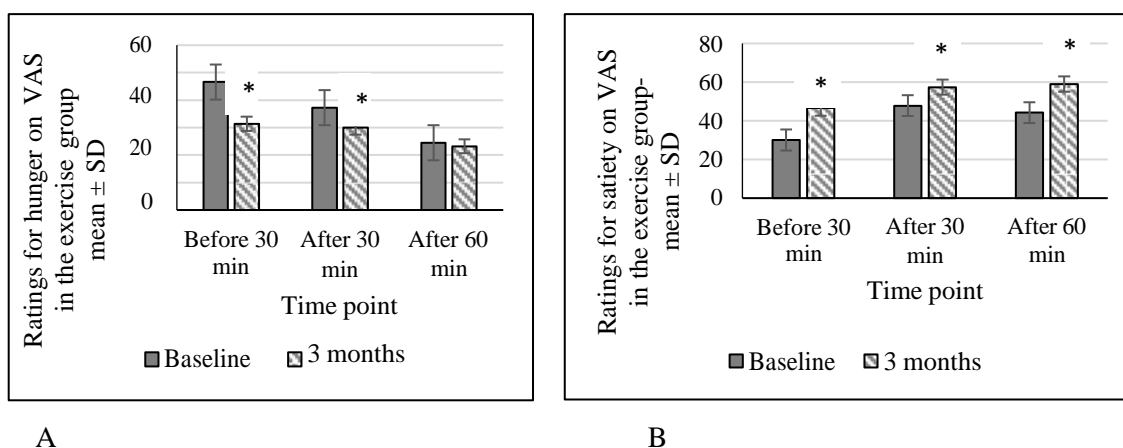 Ratings for hunger on VAS
in the exercise group
mean ± SD
60
40
20
0
*
*
Before 30
min
After 30
min
After 60
min
Time point
Baseline
3 months
A
Ratings for satiety on VAS
in the exercise group-
mean ± SD
80
60
40
20
0
*
*
*
Before 30
min
After 30
min
After 60
min
Time point
Baseline
3 months
B